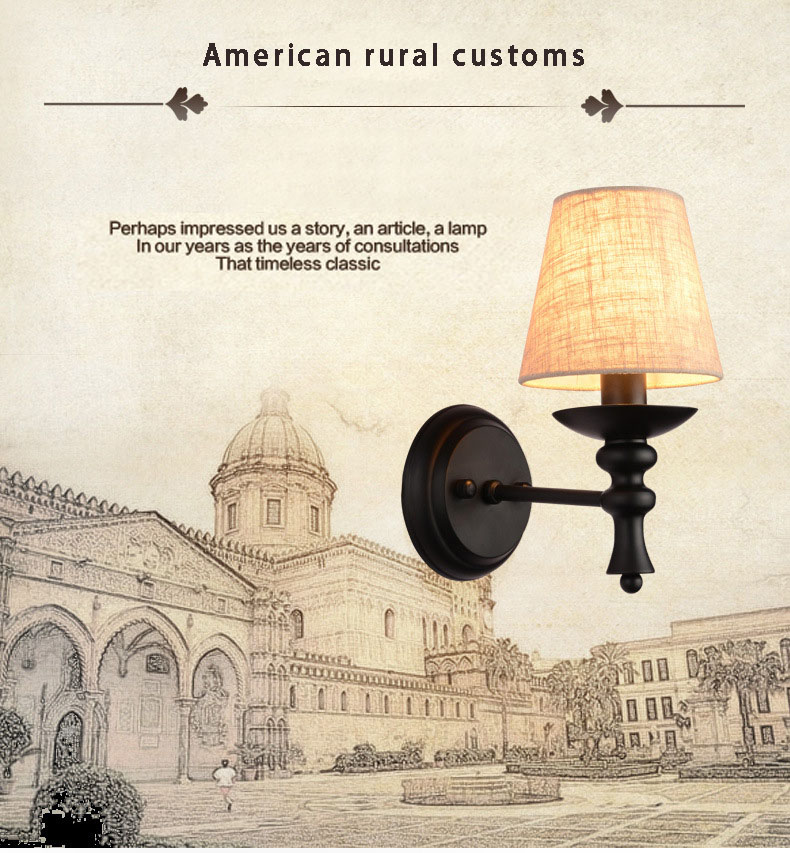 American rural customs
Perhaps impressed us a story, an article, a lamp
In our years as the years of consultations
That timeless classic